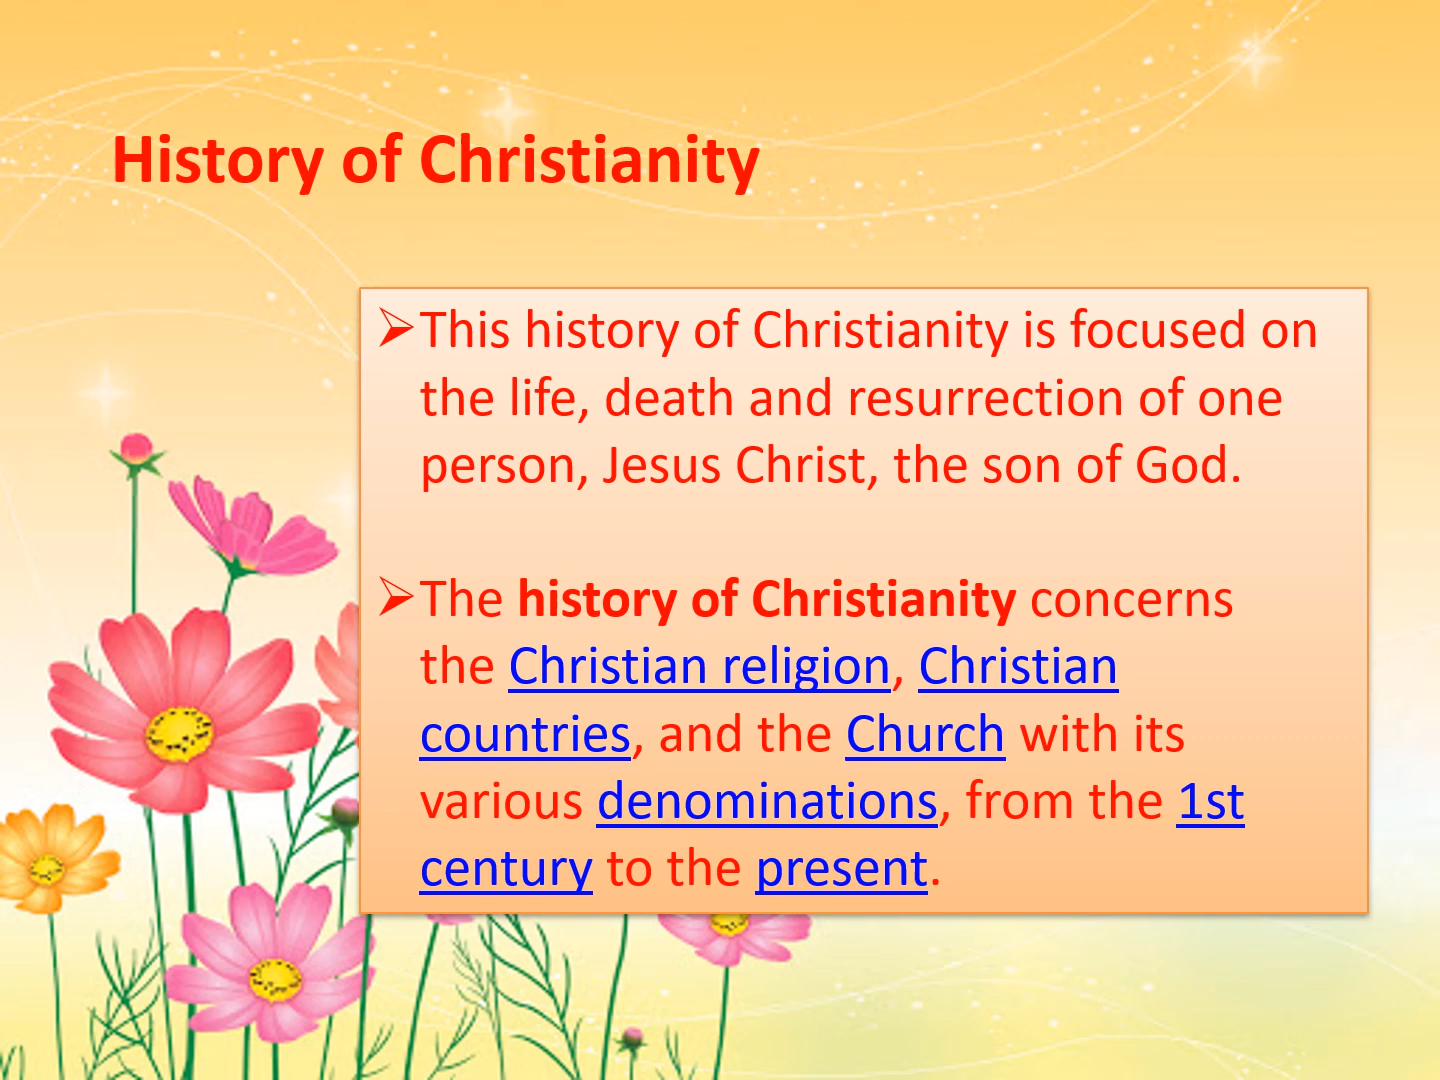 History of Christianity
➢This history of Christianity is focused on
the life, death and resurrection of one
person, Jesus Christ, the son of God.
➢The history of Christianity concerns
the Christian religion, Christian
countries, and the Church with its
various denominations, from the 1st
century to the present.